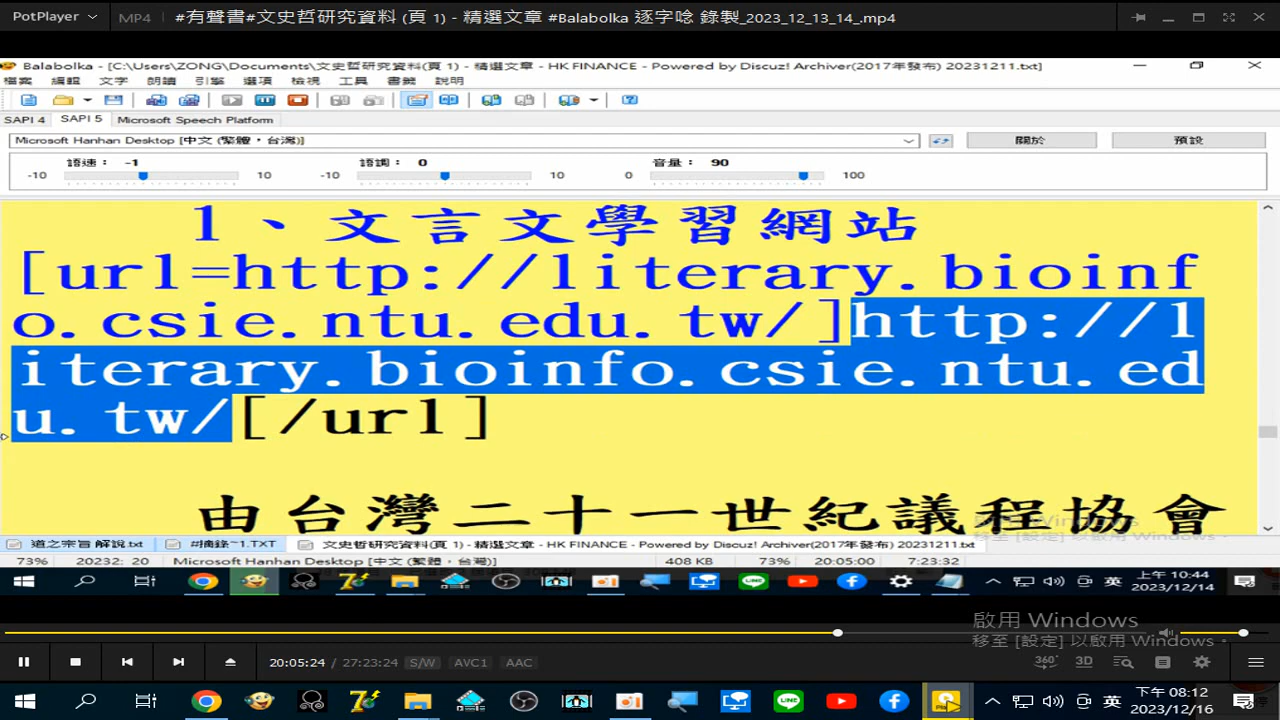 PotPlayer MP4 #有聲書#文史哲研究資料 (頁 1) - 精選文章 #Balabolka 逐字唸 錄製_2023_12_13_14_.mp4
Balabolka - [C:\Users\ZONG\Documents\文史哲研究資料(頁 1) - 精選文章 - HK FINANCE - Powered by Discuz! Archiver(2017年發布) 20231211.txt]
檔案 編輯 文字 朗讀 引擎 選項 檢視 工具 書籤 說明
SAPI 4 SAPI 5 Microsoft Speech Platform
Microsoft Hanhan Desktop [中文 (繁體，台灣)] 關於 預設
語速： -1 語調： 0 音量： 90
-10 10 -10 10 0 100
1、文言文學習網站
[url=http://literary.bioinf
o.csie.ntu.edu.tw/]http://l
iterary.bioinfo.csie.ntu.ed
u.tw/[/url]
由台灣二十一世紀議程協會
道之宗旨 解說.txt #摘錄~1.TXT 文史哲研究資料(頁 1) - 精選文章 - HK FINANCE - Powered by Discuz! Archiver(2017年發布) 20231211.txt
73% 20232: 20 Microsoft Hanhan Desktop [中文 (繁體，台灣)] 408 KB 73% 20:05:00 7:23:32
英 上午 10:44
2023/12/14
啟用 Windows
移至 [設定] 以啟用 Windows。
20:05:24 / 27:23:24 S/W AVC1 AAC 360° 3D
英 下午 08:12
2023/12/16